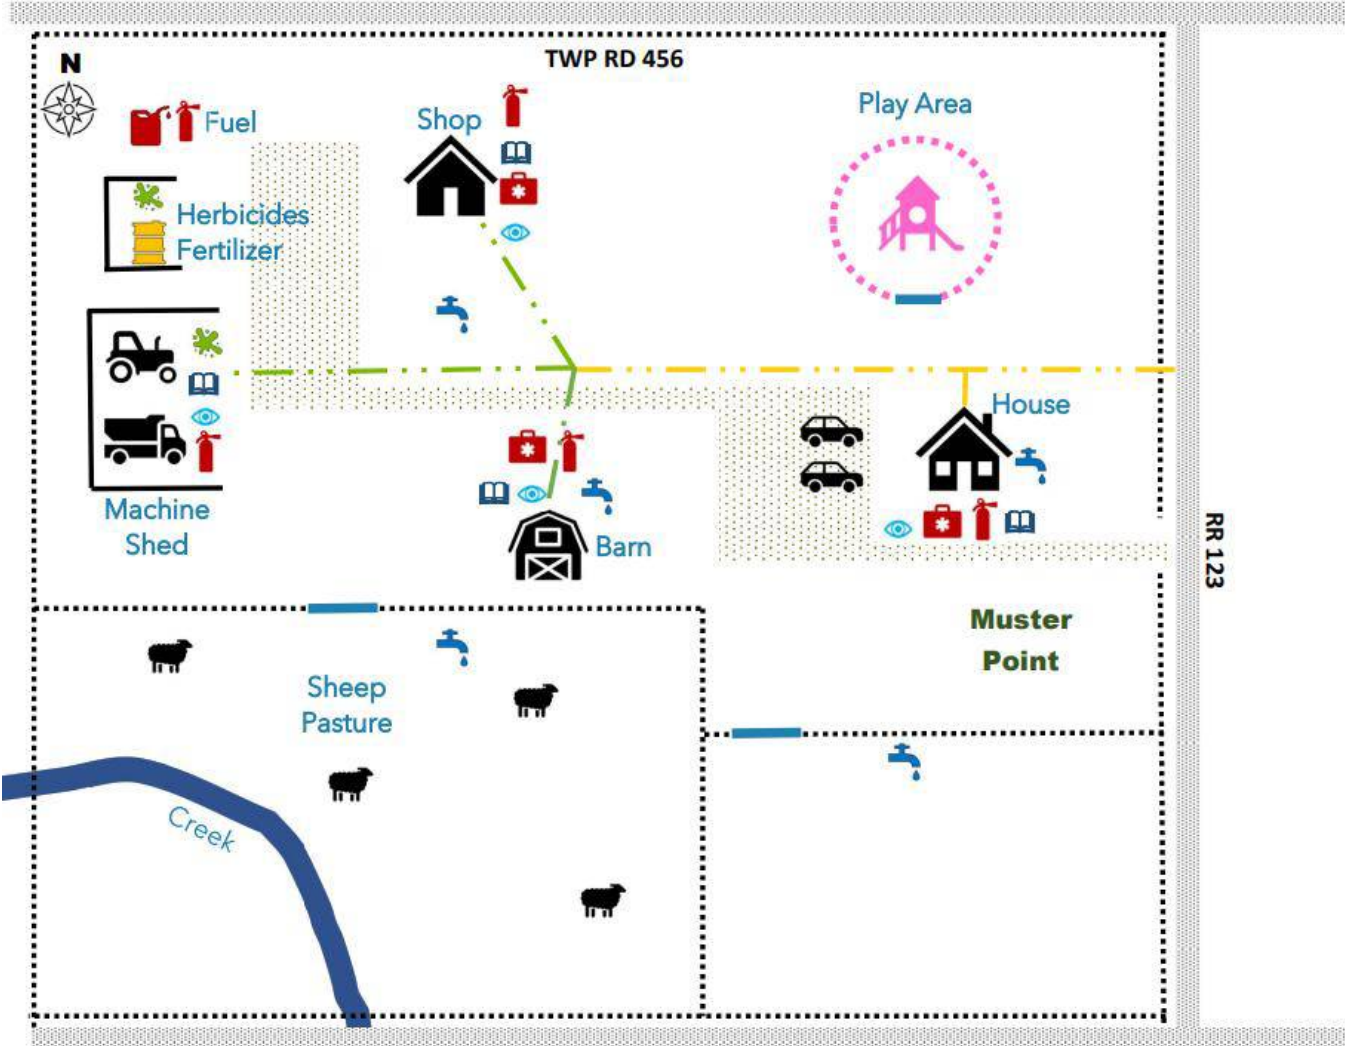 N
TWP RD 456
Fuel
Shop
Play Area
Herbicides
Fertilizer
House
Machine
Shed
Barn
RR 123
Muster
Point
Sheep
Pasture
Creek